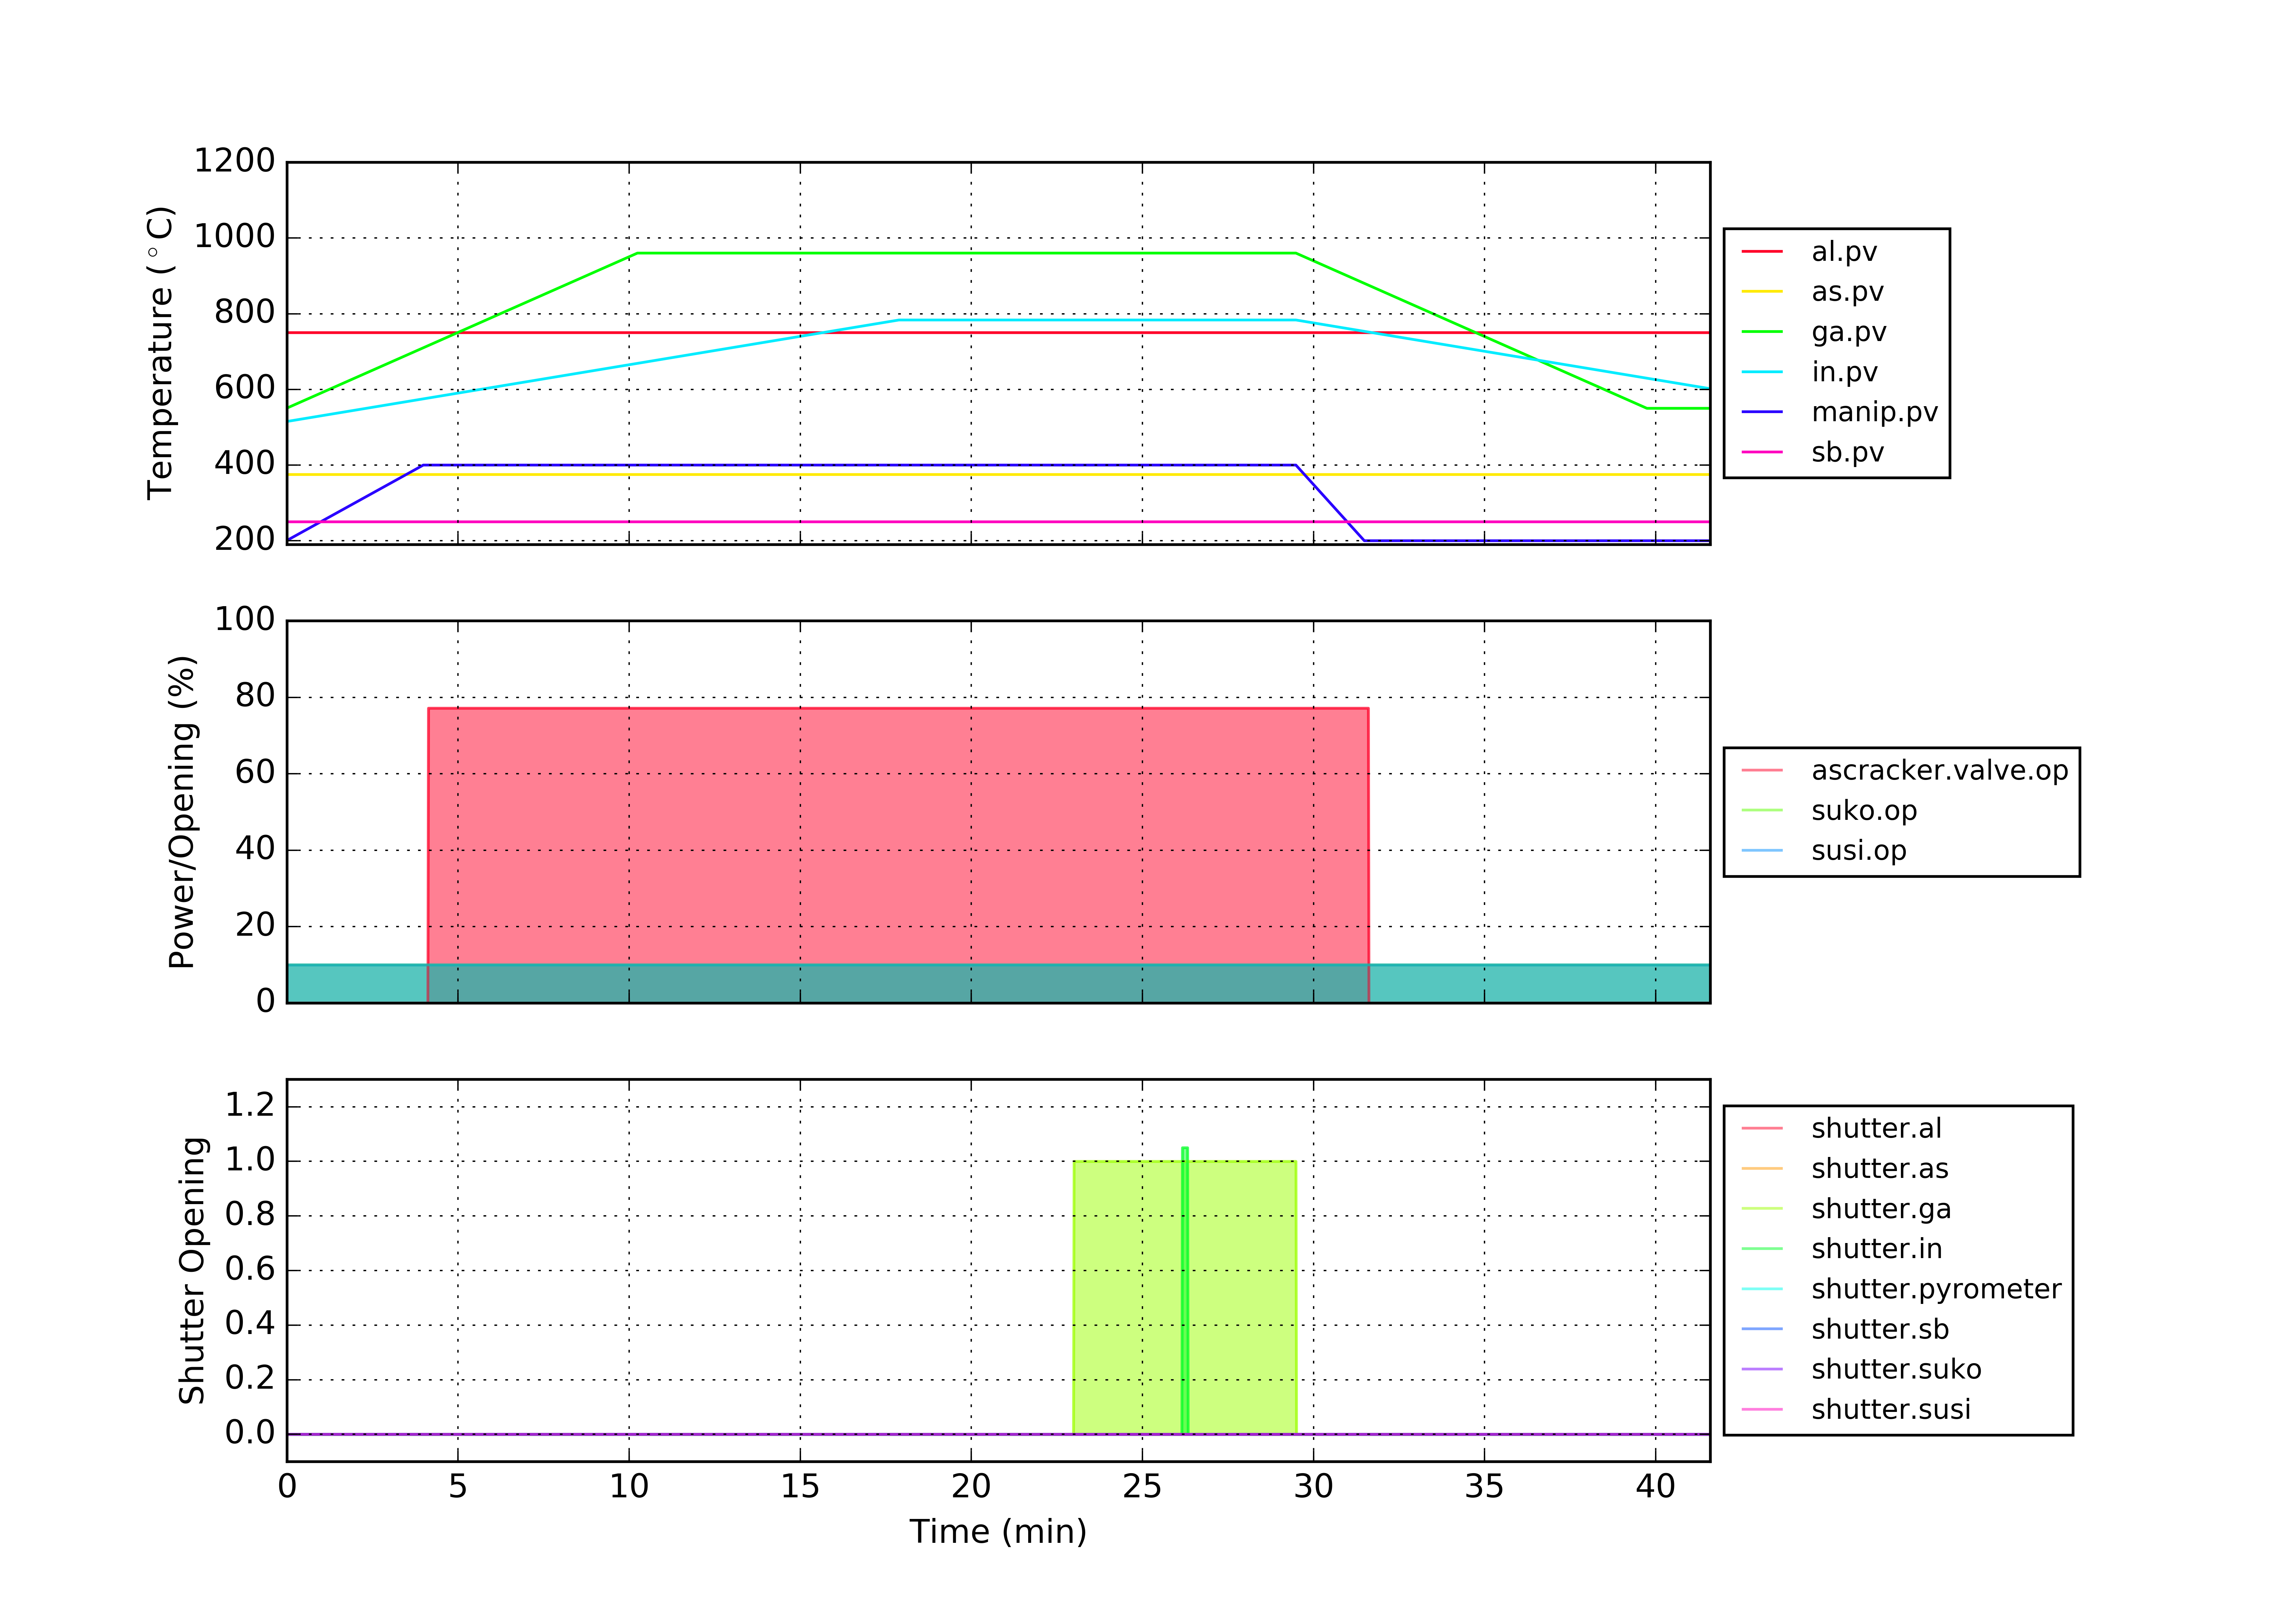 1200
1000
800
600
400
200
Temperature (°C)
al.pv
as.pv
ga.pv
in.pv
manip.pv
sb.pv
100
80
60
40
20
0
Power/Opening (%)
ascracker.valve.op
suko.op
susi.op
1.2
1.0
0.8
0.6
0.4
0.2
0.0
Shutter Opening
shutter.al
shutter.as
shutter.ga
shutter.in
shutter.pyrometer
shutter.sb
shutter.suko
shutter.susi
0 5 10 15 20 25 30 35 40
Time (min)